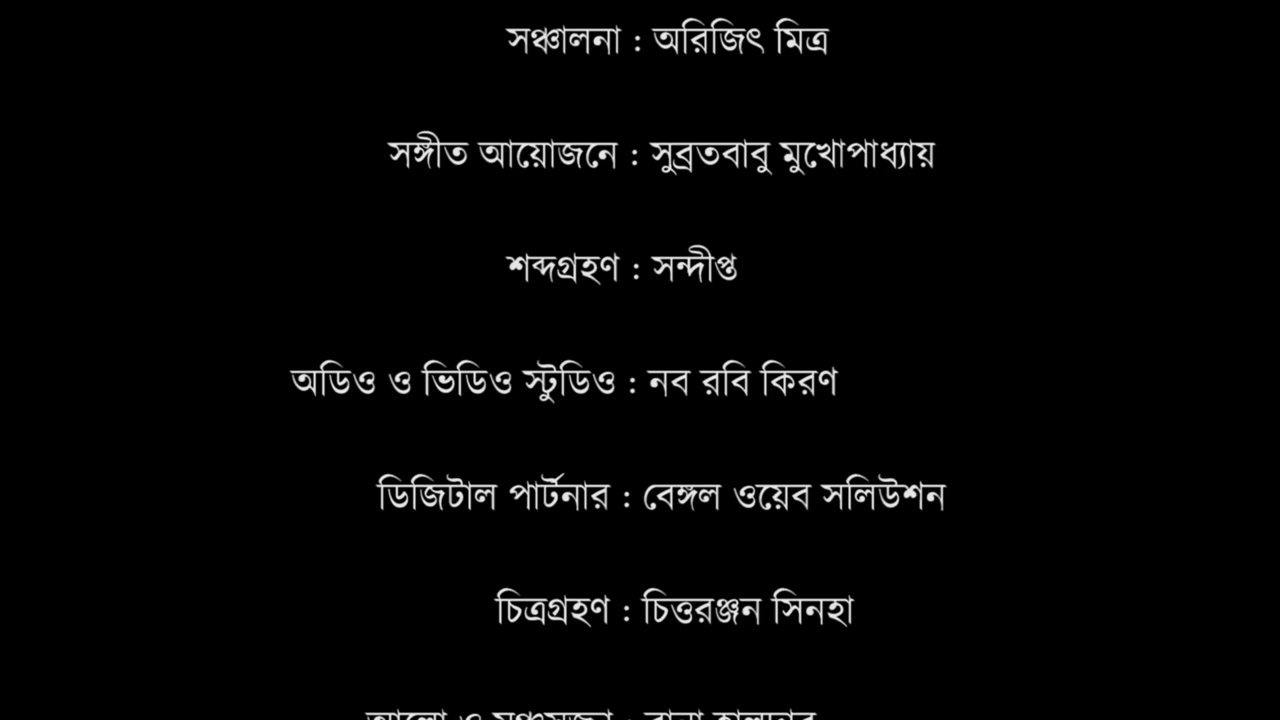 সঞ্চালনা : অরিজিৎ মিত্র
সঙ্গীত আয়োজনে : সুব্রতবাবু মুখোপাধ্যায়
শব্দগ্রহণ : সন্দীপ্ত
অডিও ও ভিডিও স্টুডিও : নব রবি কিরণ
ডিজিটাল পার্টনার : বেঙ্গল ওয়েব সলিউশন
চিত্রগ্রহণ : চিত্তরঞ্জন সিনহা